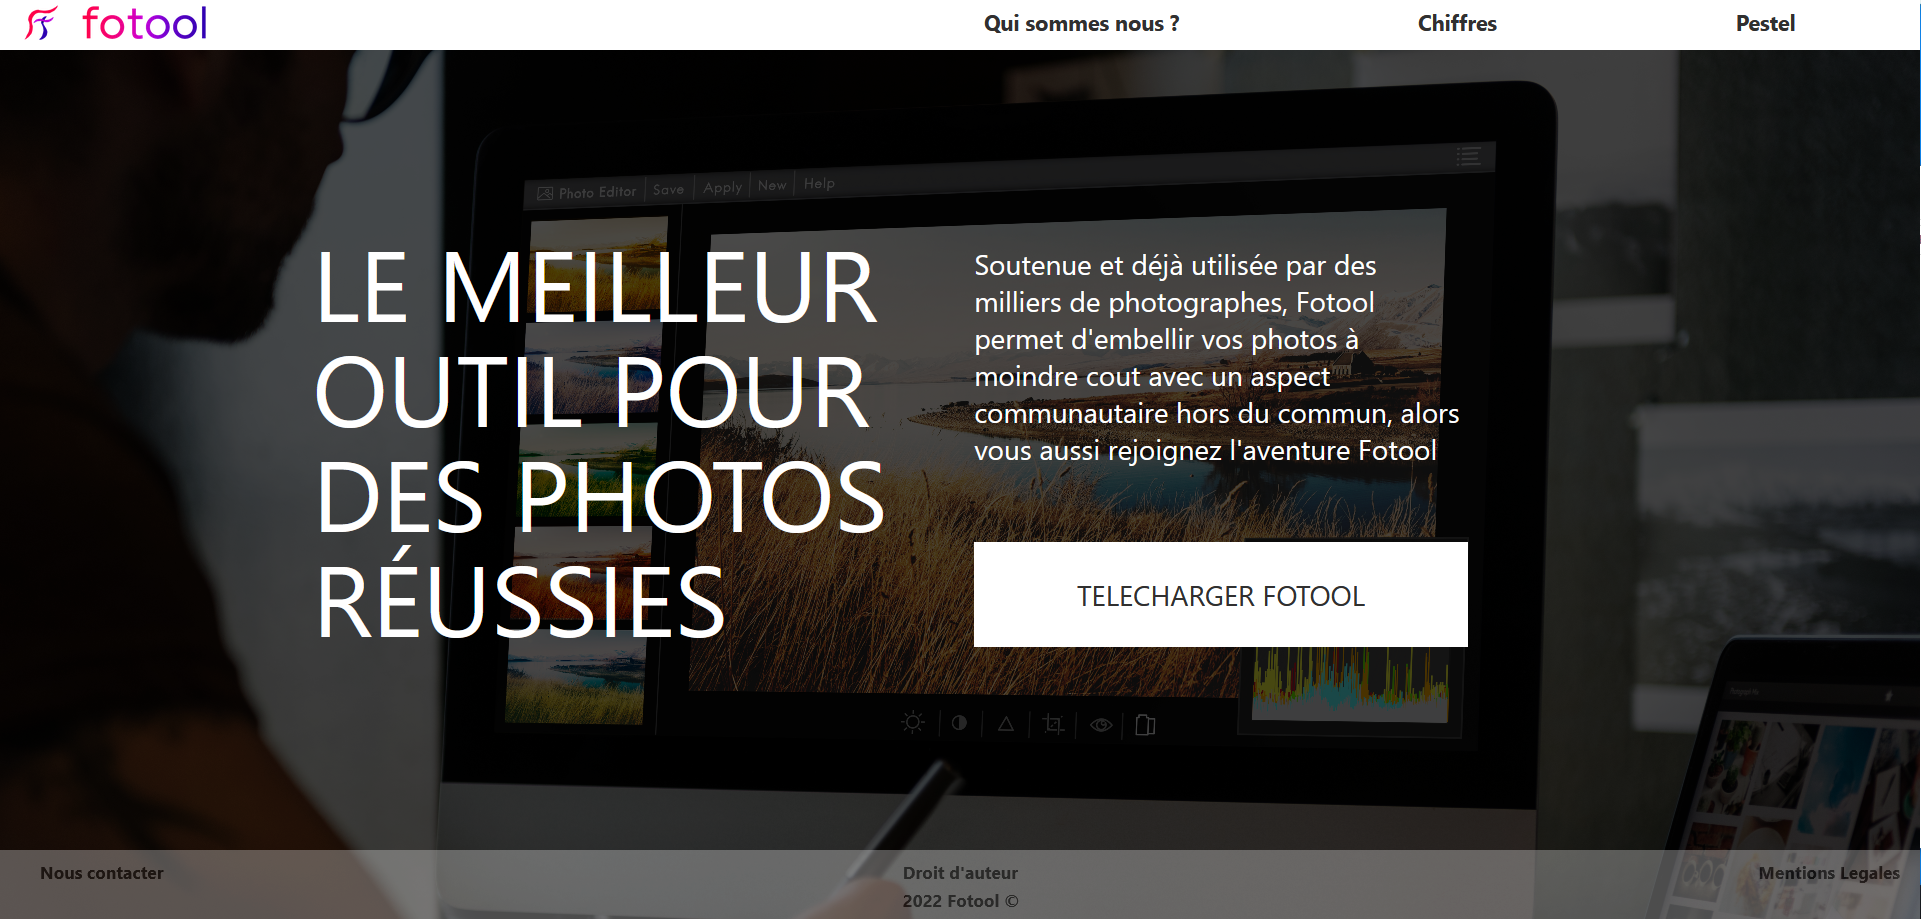 fotool
Qui sommes nous ?
Chiffres
Pestel
Photo Editor
Save
Apply
New
Help
LE MEILLEUR
OUTIL POUR
DES PHOTOS
RÉUSSIES
Soutenue et déjà utilisée par des
milliers de photographes, Fotool
permet d'embellir vos photos à
moindre cout avec un aspect
communautaire hors du commun, alors
vous aussi rejoignez l'aventure Fotool
TELECHARGER FOTOOL
Nous contacter
Droit d'auteur
2022 Fotool ©
Mentions Legales